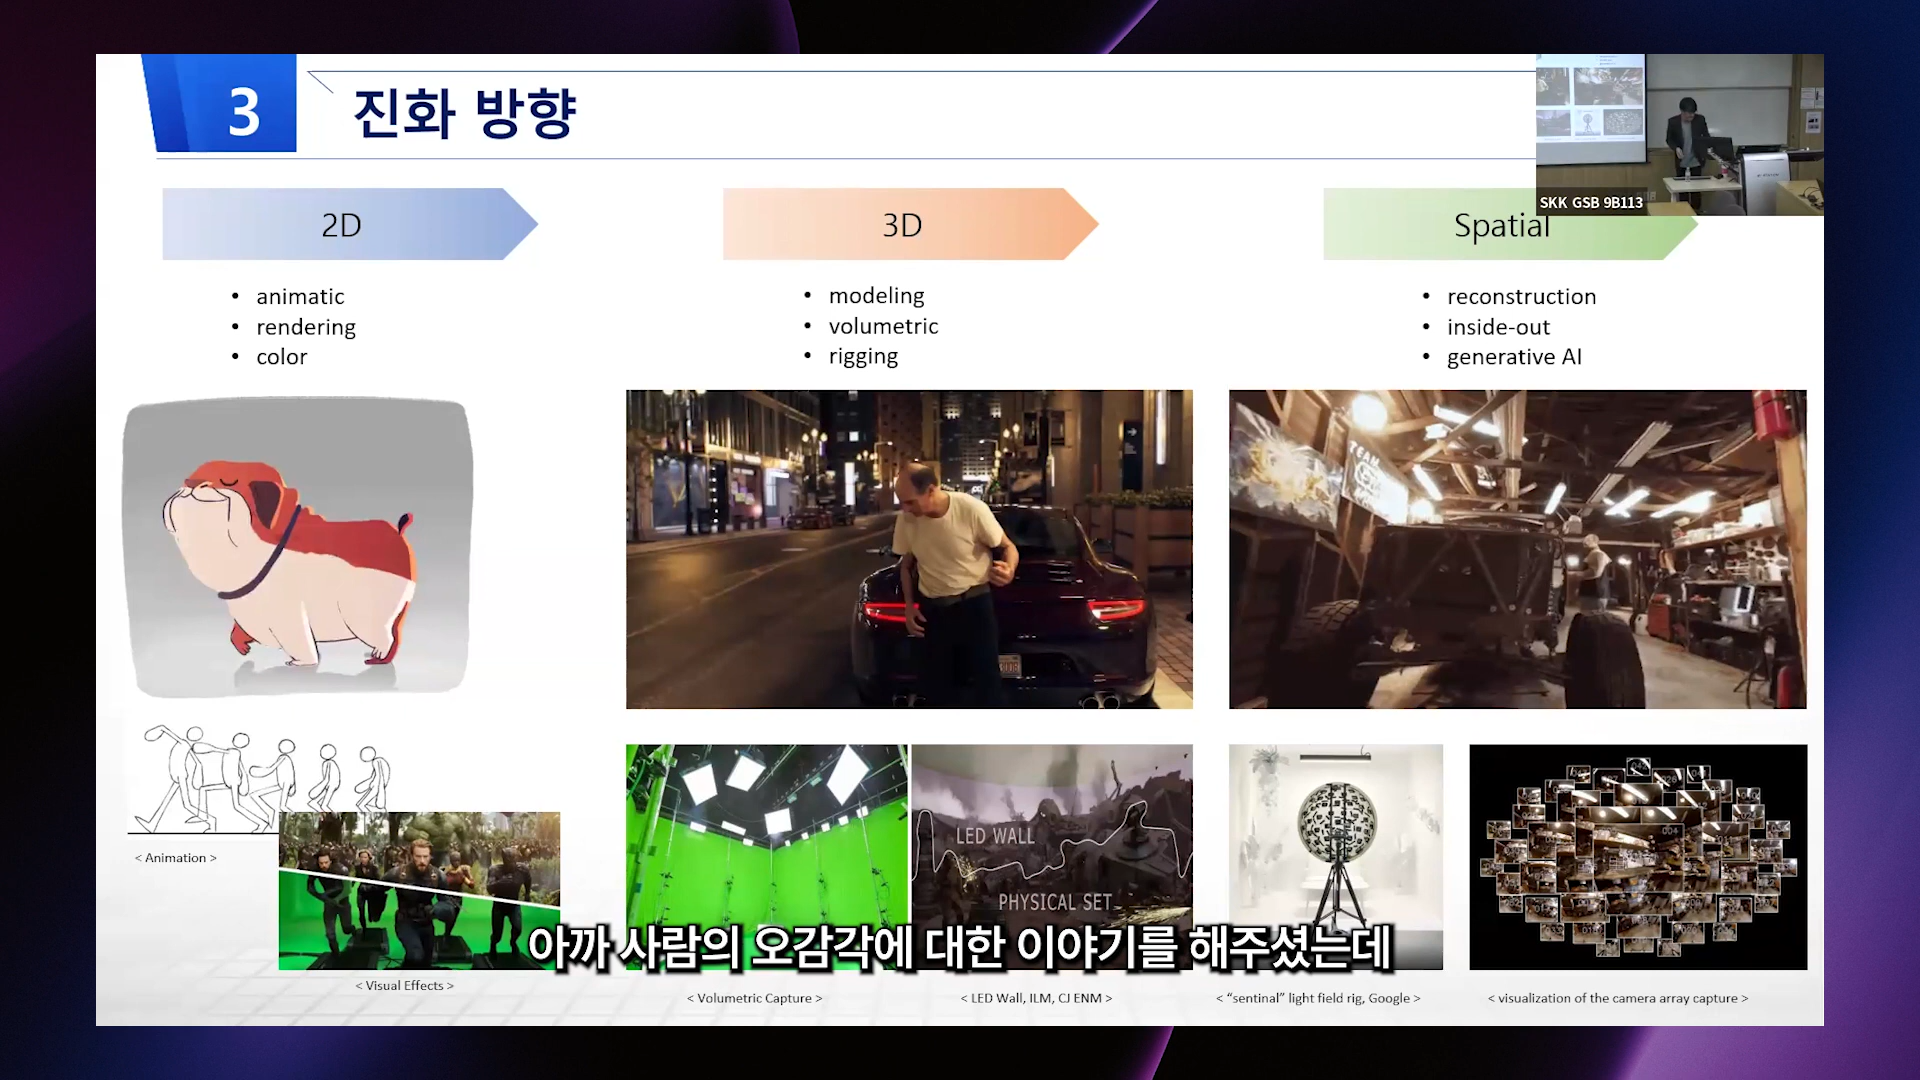 3
진화 방향
SKK GSB 9B113
2D
3D
Spatial
• animatic
• rendering
• color
• modeling
• volumetric
• rigging
• reconstruction
• inside-out
• generative AI
TEAM
LED WALL
PHYSICAL SET
< Animation >
< Visual Effects >
아까 사람의 오감각에 대한 이야기를 해주셨는데
< Volumetric Capture >
< LED Wall, ILM, CJ ENM >
< “sentinal” light field rig, Google >
< visualization of the camera array capture >